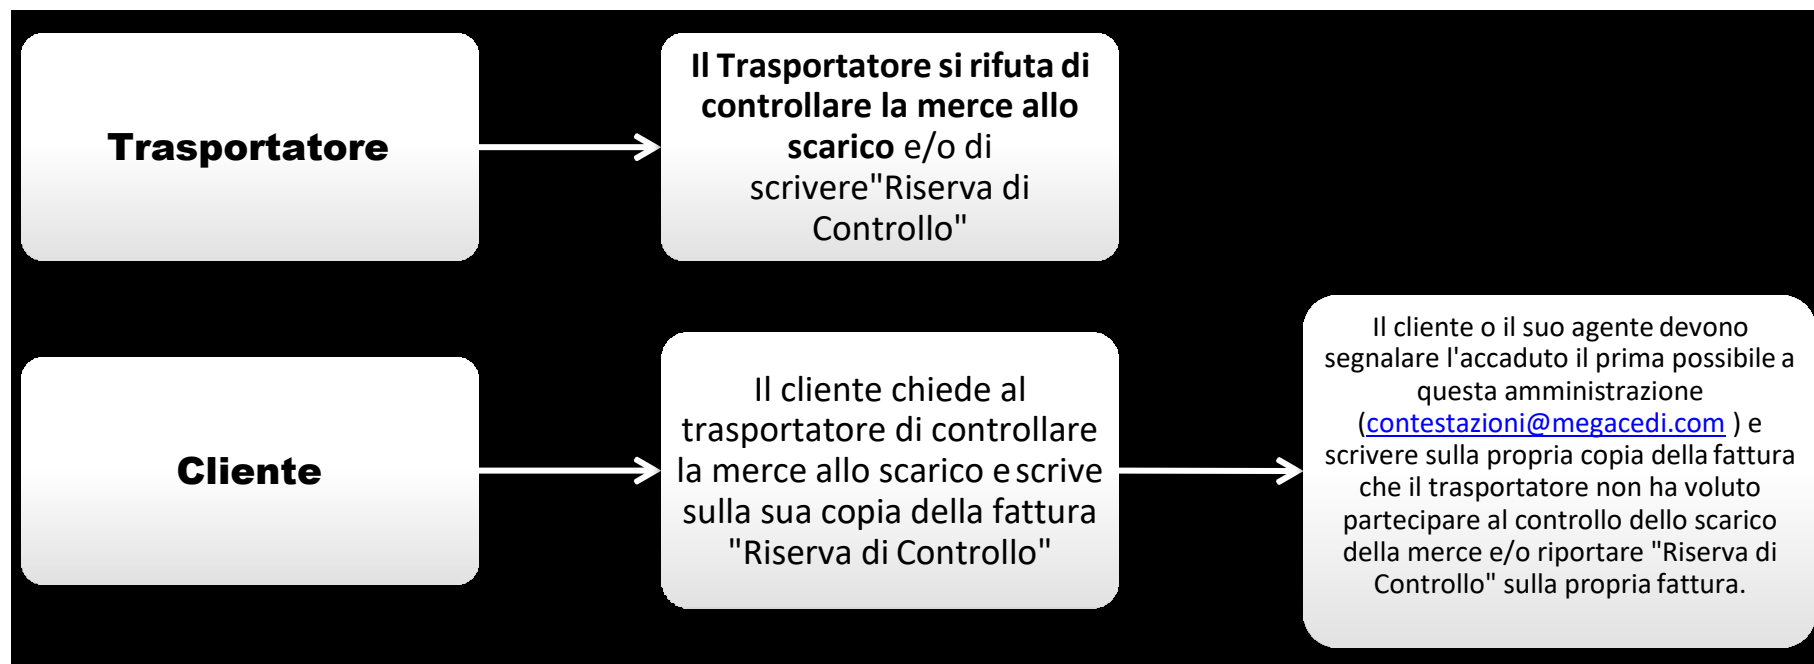 Trasportatore
Il Trasportatore si rifuta di
controllare la merce allo
scarico e/o di
scrivere"Riserva di
Controllo"
Cliente
Il cliente chiede al
trasportatore di controllare
la merce allo scarico e scrive
sulla sua copia della fattura
"Riserva di Controllo"
Il cliente o il suo agente devono
segnalare l'accaduto il prima possibile a
questa amministrazione
(contestazioni@megacedi.com ) e
scrivere sulla propria copia della fattura
che il trasportatore non ha voluto
partecipare al controllo dello scarico
della merce e/o riportare "Riserva di
Controllo" sulla propria fattura.